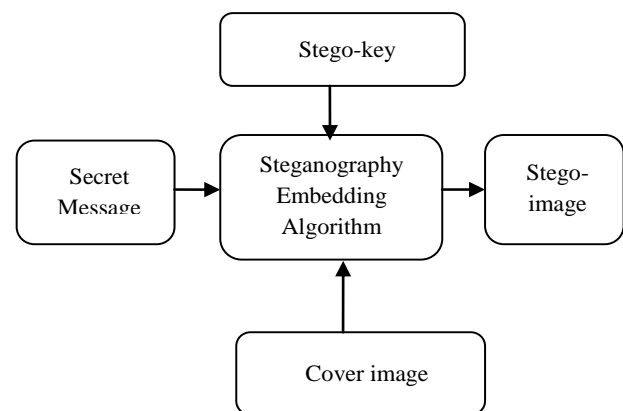 Stego-key
Secret
Message
Steganography
Embedding
Algorithm
Stego-
image
Cover image